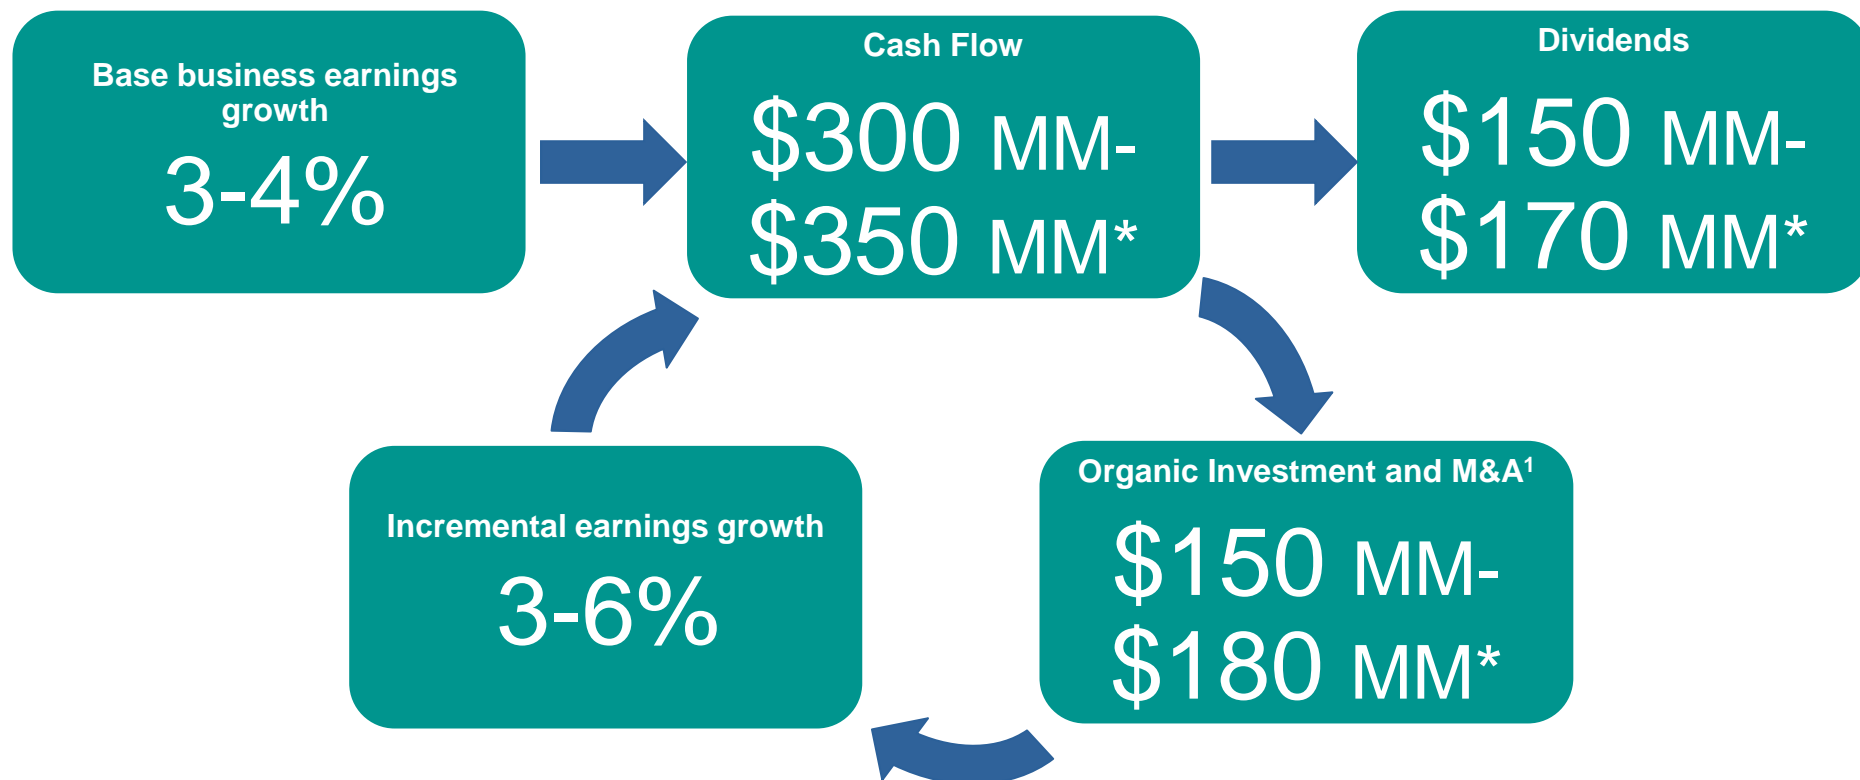 Base business earnings
growth
3-4%
Cash Flow
$300 MM-
$350 MM*
Dividends
$150 MM-
$170 MM*
Incremental earnings growth
3-6%
Organic Investment and M&A¹
$150 MM-
$180 MM*